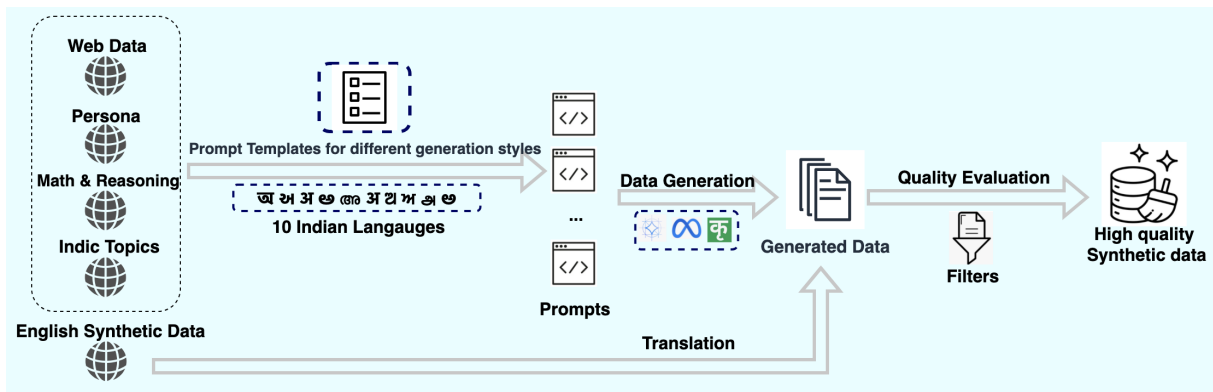 Web Data
Persona
Math & Reasoning
Indic Topics
English Synthetic Data
Prompt Templates for different generation styles
অ અ अ ಅ അ अ ଅ ਅ அ అ
10 Indian Langauges
</>
</>
...
</>
Prompts
Data Generation
कृ
Generated Data
Translation
Quality Evaluation
Filters
High quality
Synthetic data